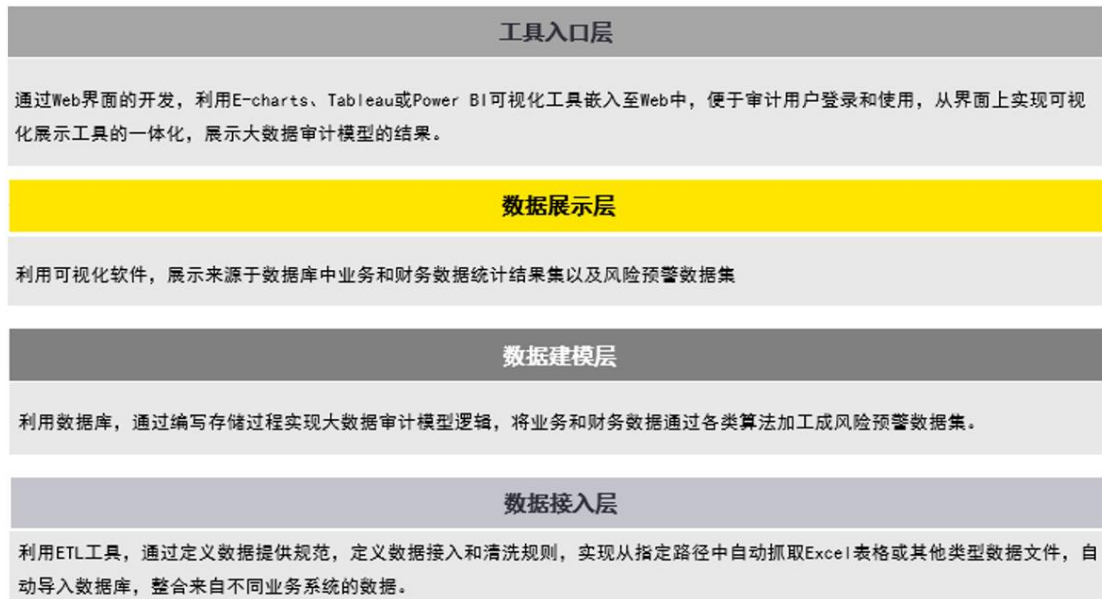 工具入口层
通过Web界面的开发，利用E-charts、Tableau或Power BI可视化工具嵌入至Web中，便于审计用户登录和使用，从界面上实现可视
化展示工具的一体化，展示大数据审计模型的结果。
数据展示层
利用可视化软件，展示来源于数据库中业务和财务数据统计结果集以及风险预警数据集
数据建模层
利用数据库，通过编写存储过程实现大数据审计模型逻辑，将业务和财务数据通过各类算法加工成风险预警数据集。
数据接入层
利用ETL工具，通过定义数据提供规范，定义数据接入和清洗规则，实现从指定路径中自动抓取Excel表格或其他类型数据文件，自
动导入数据库，整合来自不同业务系统的数据。